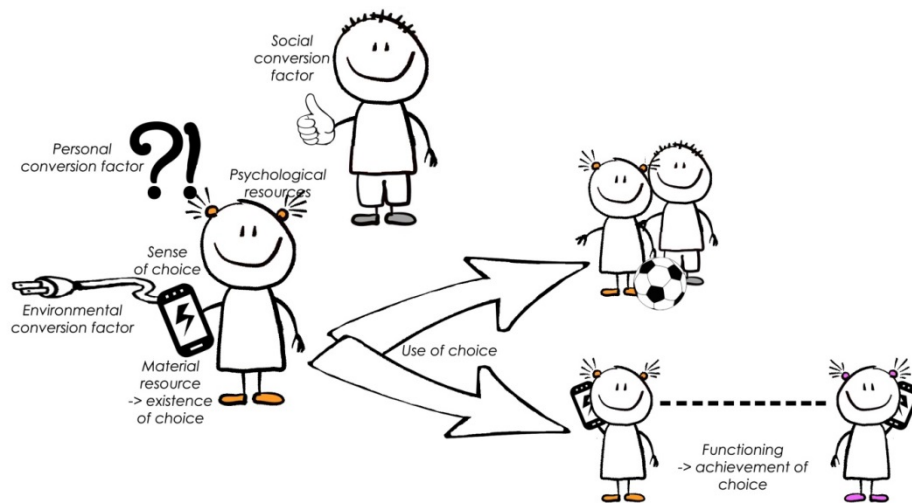 Social
conversion
factor
Personal
conversion factor
?!
Psychological
resources
Sense
of choice
Environmental
conversion factor
Material
resource
-> existence
of choice
Use of choice
Functioning
-> achievement of
choice